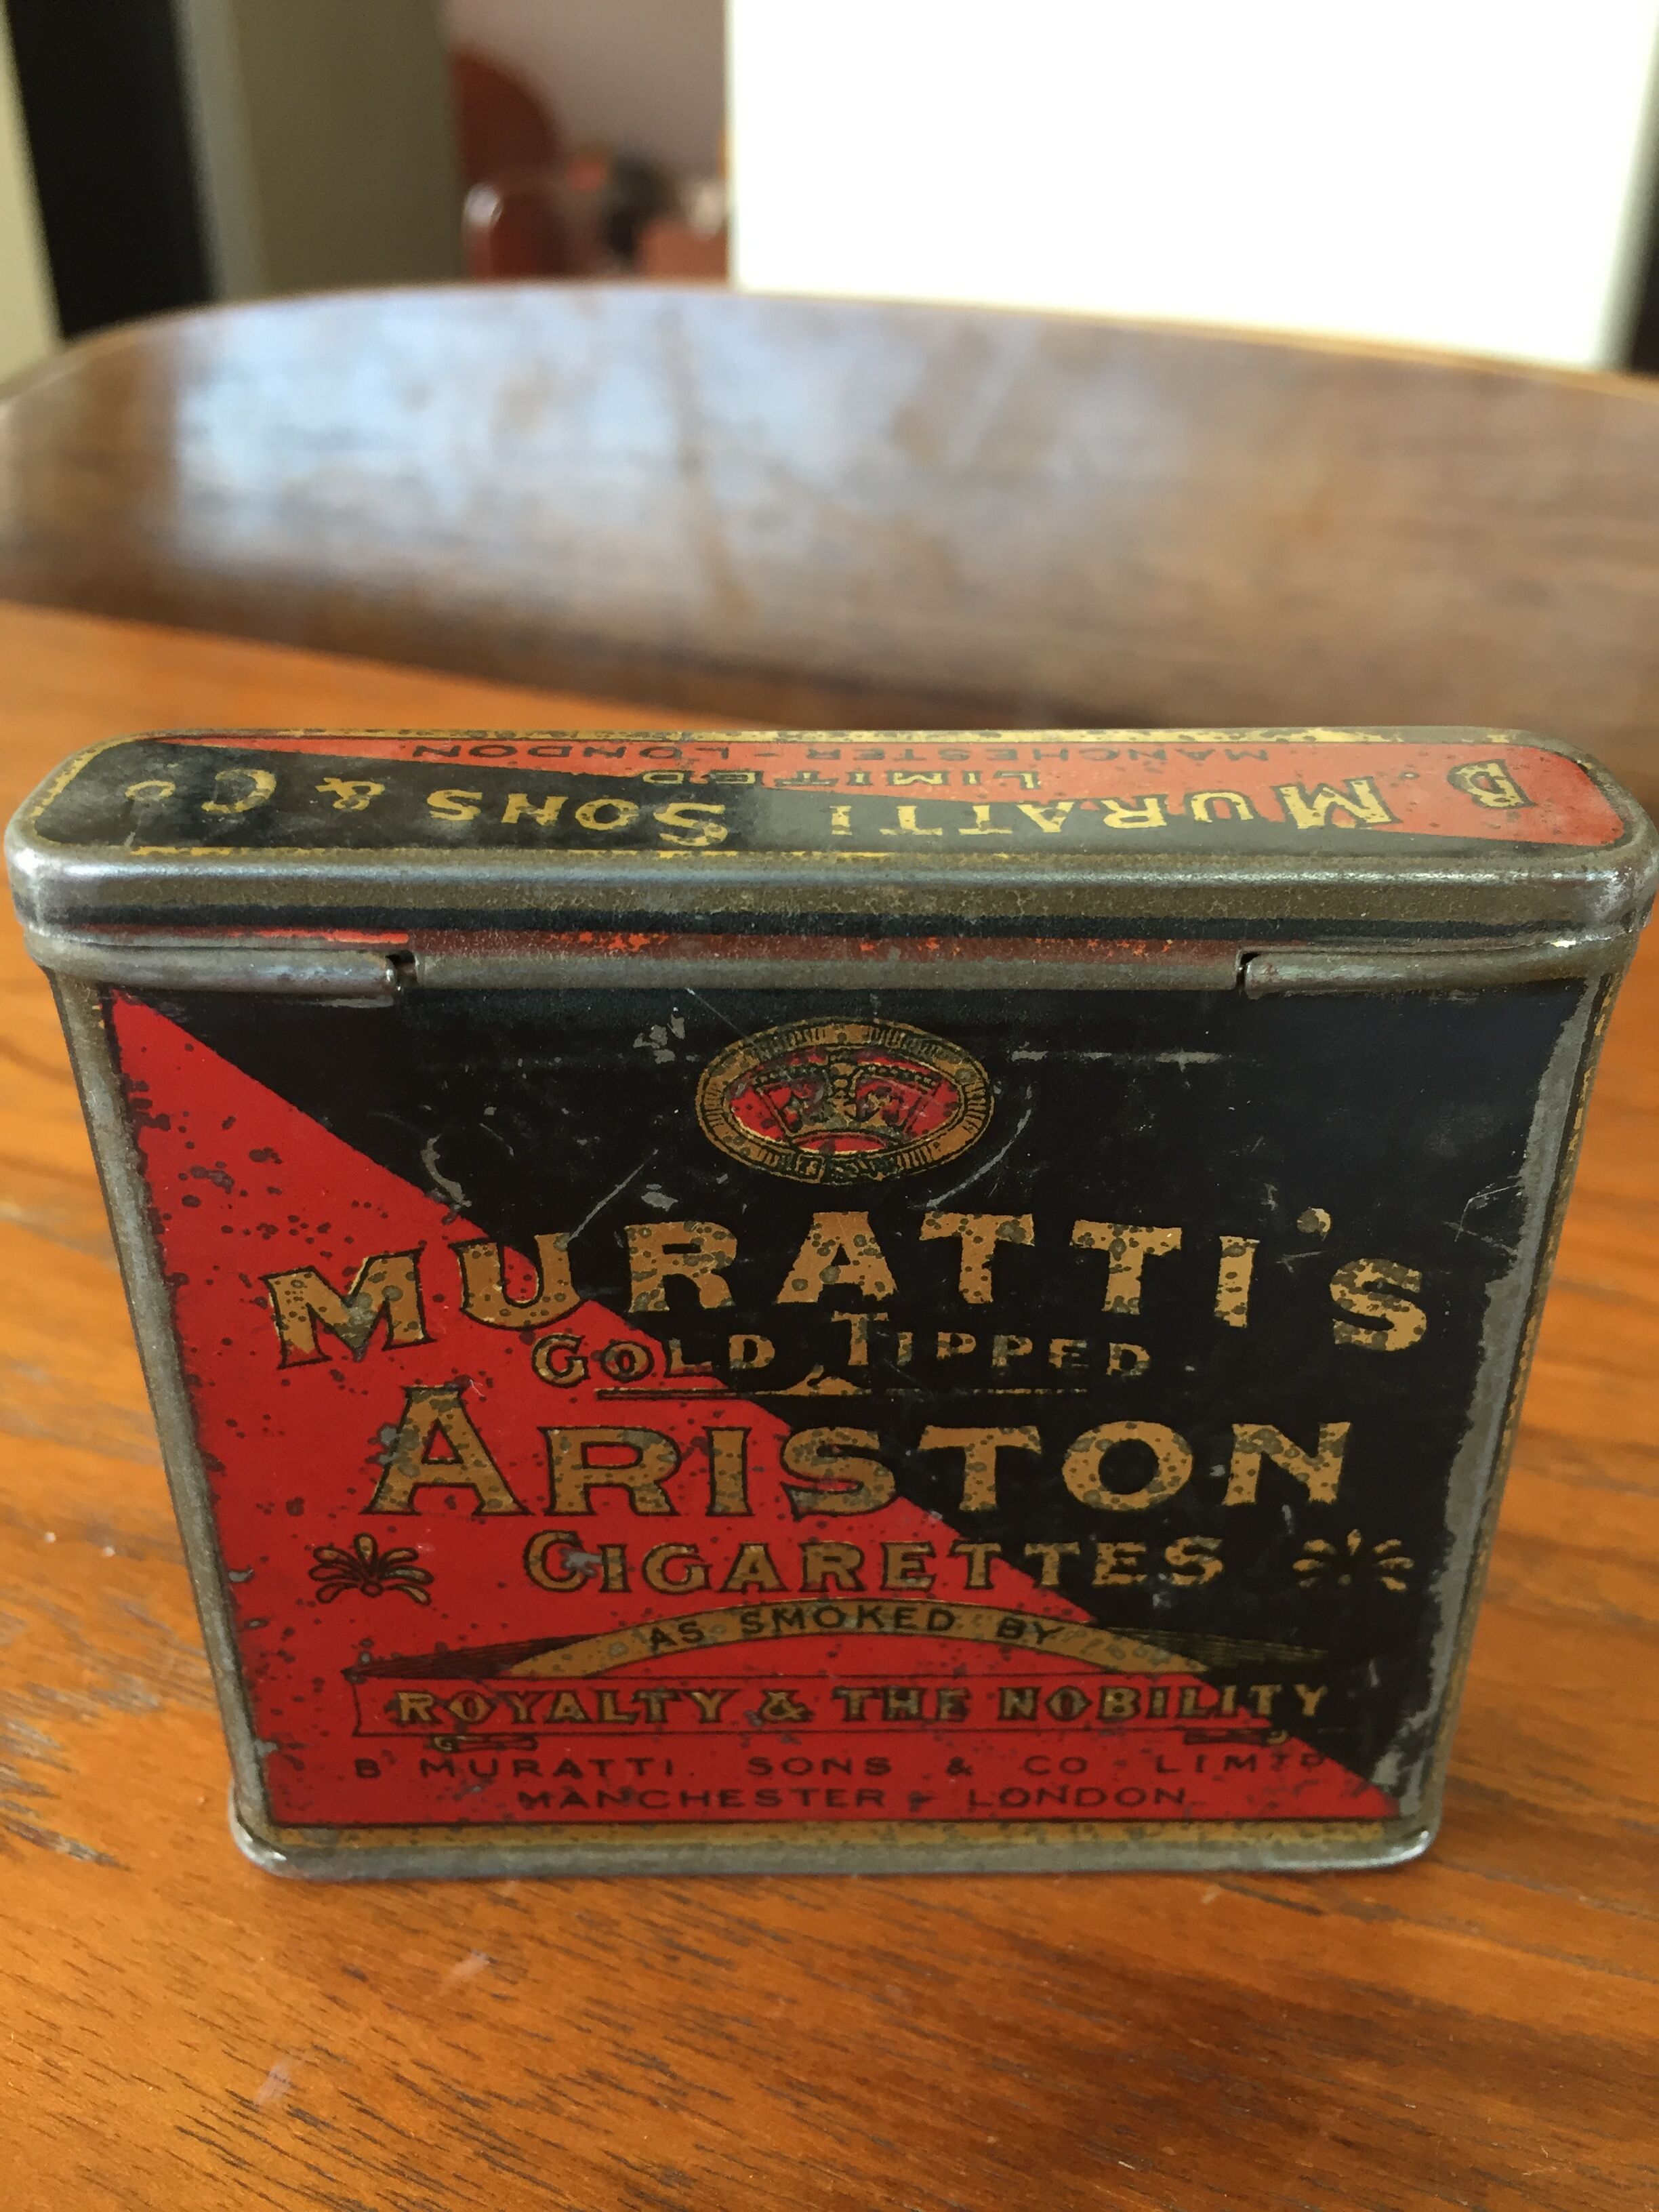 B. MURATTI SONS & Co
LIMITED
MANCHESTER - LONDON
MURATTI'S
GOLD TIPPED
ARISTON
CIGARETTES
AS SMOKED BY
ROYALTY & THE NOBILITY
B MURATTI. SONS & CO LIMTD
MANCHESTER & LONDON